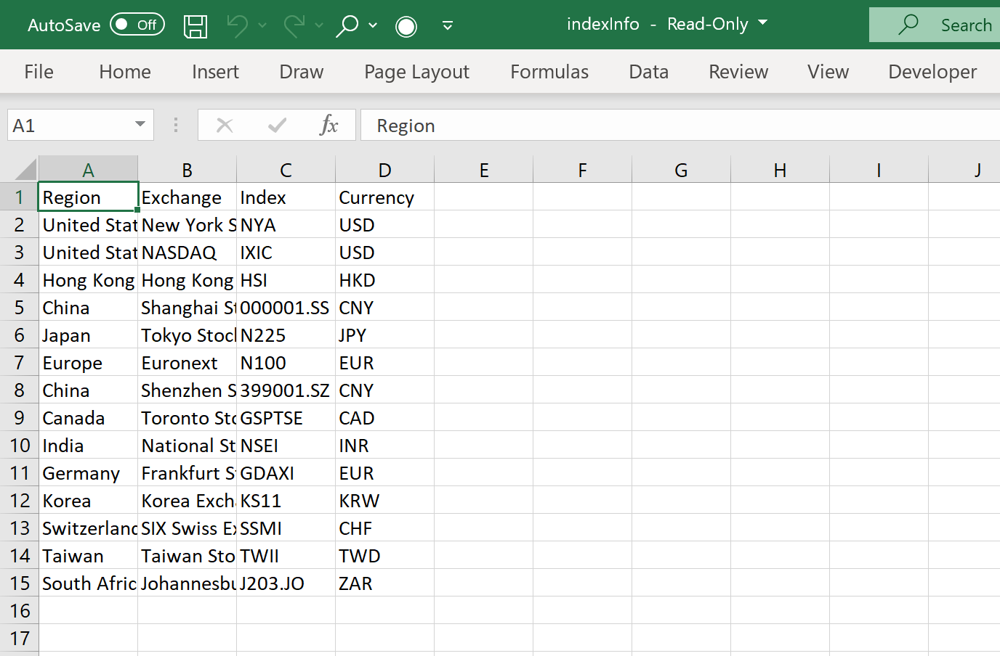 AutoSave Off indexInfo - Read-Only Search
File Home Insert Draw Page Layout Formulas Data Review View Developer
A1 fx Region
A B C D E F G H I J
1 Region Exchange Index Currency
2 United Stat New York S NYA USD
3 United Stat NASDAQ IXIC USD
4 Hong Kong Hong Kong HSI HKD
5 China Shanghai St 000001.SS CNY
6 Japan Tokyo Stoc N225 JPY
7 Europe Euronext N100 EUR
8 China Shenzhen S 399001.SZ CNY
9 Canada Toronto Sto GSPTSE CAD
10 India National St NSEI INR
11 Germany Frankfurt S GDAXI EUR
12 Korea Korea Exch KS11 KRW
13 Switzerland SIX Swiss Ex SSMI CHF
14 Taiwan Taiwan Sto TWII TWD
15 South Afric Johannesbu J203.JO ZAR
16
17